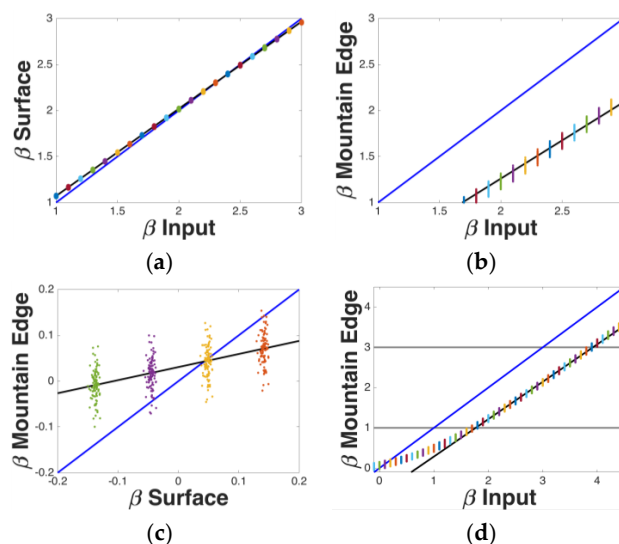 3
2.5
2
1.5
1
1 1.5 2 2.5 3
β Surface
β Input
(a)
3
2.5
2
1.5
1
1 1.5 2 2.5
β Mountain Edge
β Input
(b)
0.2
0.1
0
-0.1
-0.2
-0.2 -0.1 0 0.1 0.2
β Mountain Edge
β Surface
(c)
4
3
2
1
0
0 1 2 3 4
β Mountain Edge
β Input
(d)